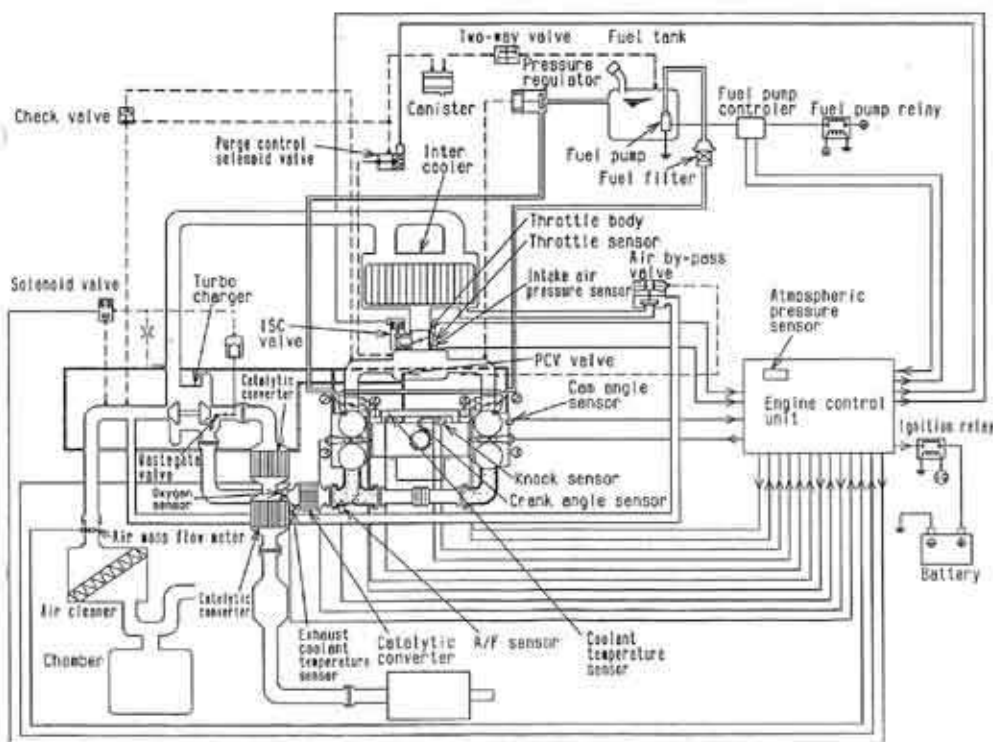 Two-way valve
Fuel tank
Pressure
regulator
Canister
Check valve
Purge control
solenoid valve
Inter
cooler
Fuel pump
controler
Fuel pump relay
Fuel pump
Fuel filter
Throttle body
Throttle sensor
Air by-pass
valve
Intake air
pressure sensor
Solenoid valve
Turbo
charger
ISC
valve
Atmospheric
pressure
sensor
PCV valve
Catalytic
converter
Cam angle
sensor
Engine control
unit
Ignition relay
Wastegate
valve
Knock sensor
Oxygen
sensor
Crank angle sensor
Air mass flow meter
Battery
Air cleaner
Catalytic
converter
Chamber
Exhaust
coolant
temperature
sensor
Catalytic
converter
A/F sensor
Coolant
temperature
sensor